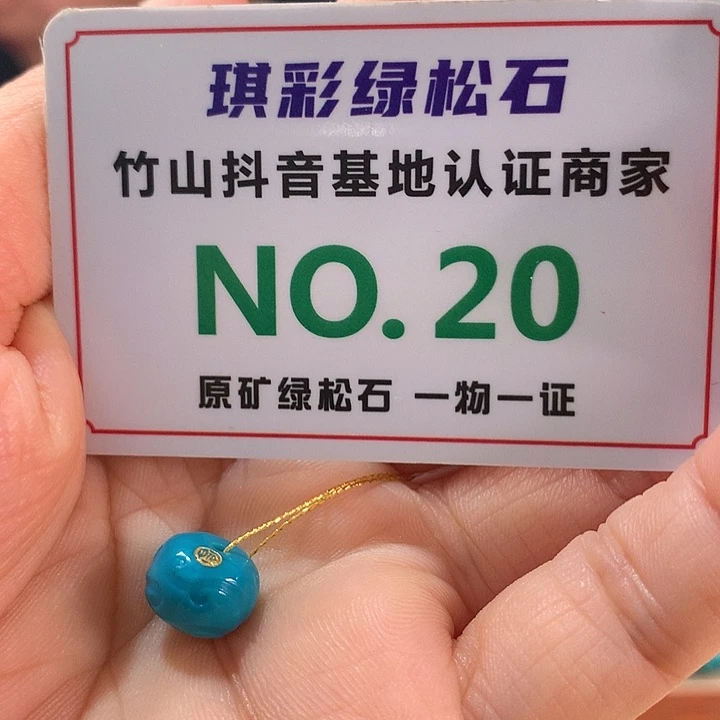 琪彩绿松石
竹山抖音基地认证商家
NO.20
原矿绿松石 一物一证